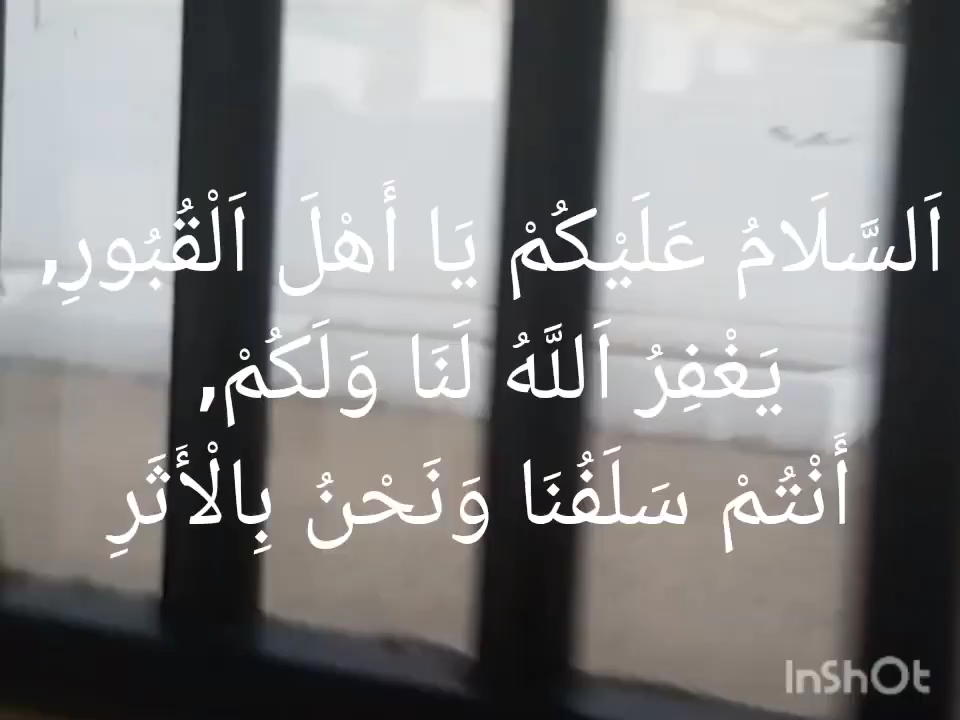 اَلسَّلَامُ عَلَيْكُمْ يَا أَهْلَ اَلْقُبُورِ,
يَغْفِرُ اَللَّهُ لَنَا وَلَكُمْ,
أَنْتُمْ سَلَفُنَا وَنَحْنُ بِالْأَثَرِ
InShOt